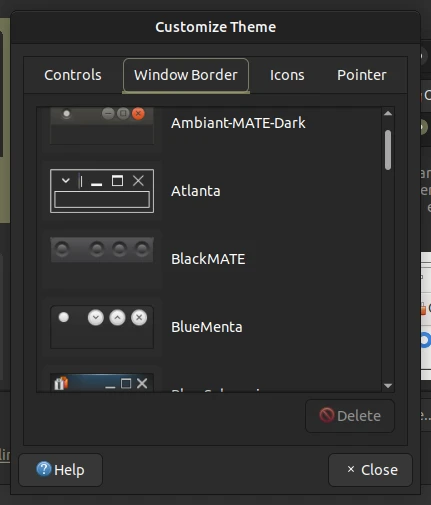 Customize Theme
Controls
Window Border
Icons
Pointer
Ambiant-MATE-Dark
Atlanta
BlackMATE
BlueMenta
Delete
Help
Close